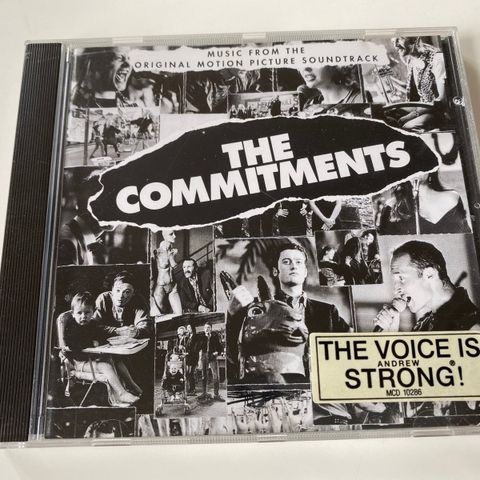 MUSIC FROM THE
ORIGINAL MOTION PICTURE SOUNDTRACK
THE
COMMITMENTS
THE VOICE IS
ANDREW ®
STRONG!
MCD 10286